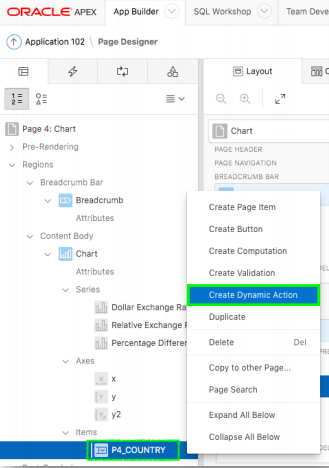 ORACLE APEX App Builder SQL Workshop Team Deve
Application 102 \ Page Designer
Layout
Page 4: Chart
Chart
Pre-Rendering
PAGE HEADER
PAGE NAVIGATION
Regions
BREADCRUMB BAR
Breadcrumb Bar
Breadcrumb
Attributes
Content Body
Chart
Attributes
Series
Dollar Exchange Ra
Relative Exchange
Percentage Differe
Axes
x
y
y2
Items
P4_COUNTRY
Create Page Item
Create Button
Create Computation
Create Validation
Create Dynamic Action
Duplicate
Delete Del
Copy to other Page...
Page Search
Expand All Below
Collapse All Below